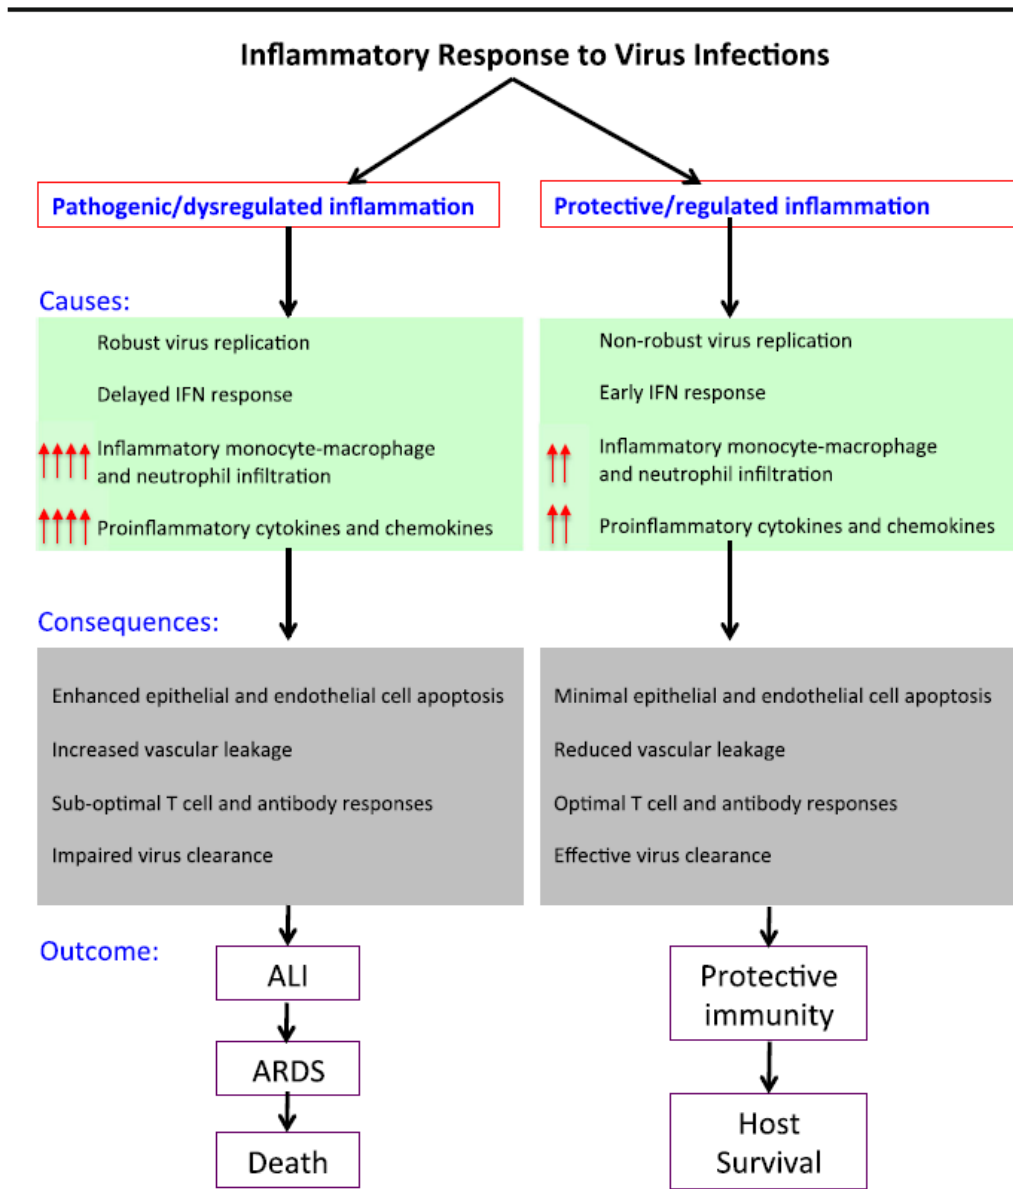 Inflammatory Response to Virus Infections
Pathogenic/dysregulated inflammation
Protective/regulated inflammation
Causes:
Robust virus replication
Delayed IFN response
Inflammatory monocyte-macrophage
and neutrophil infiltration
Proinflammatory cytokines and chemokines
Non-robust virus replication
Early IFN response
Inflammatory monocyte-macrophage
and neutrophil infiltration
Proinflammatory cytokines and chemokines
Consequences:
Enhanced epithelial and endothelial cell apoptosis
Increased vascular leakage
Sub-optimal T cell and antibody responses
Impaired virus clearance
Minimal epithelial and endothelial cell apoptosis
Reduced vascular leakage
Optimal T cell and antibody responses
Effective virus clearance
Outcome:
ALI
ARDS
Death
Protective
immunity
Host
Survival